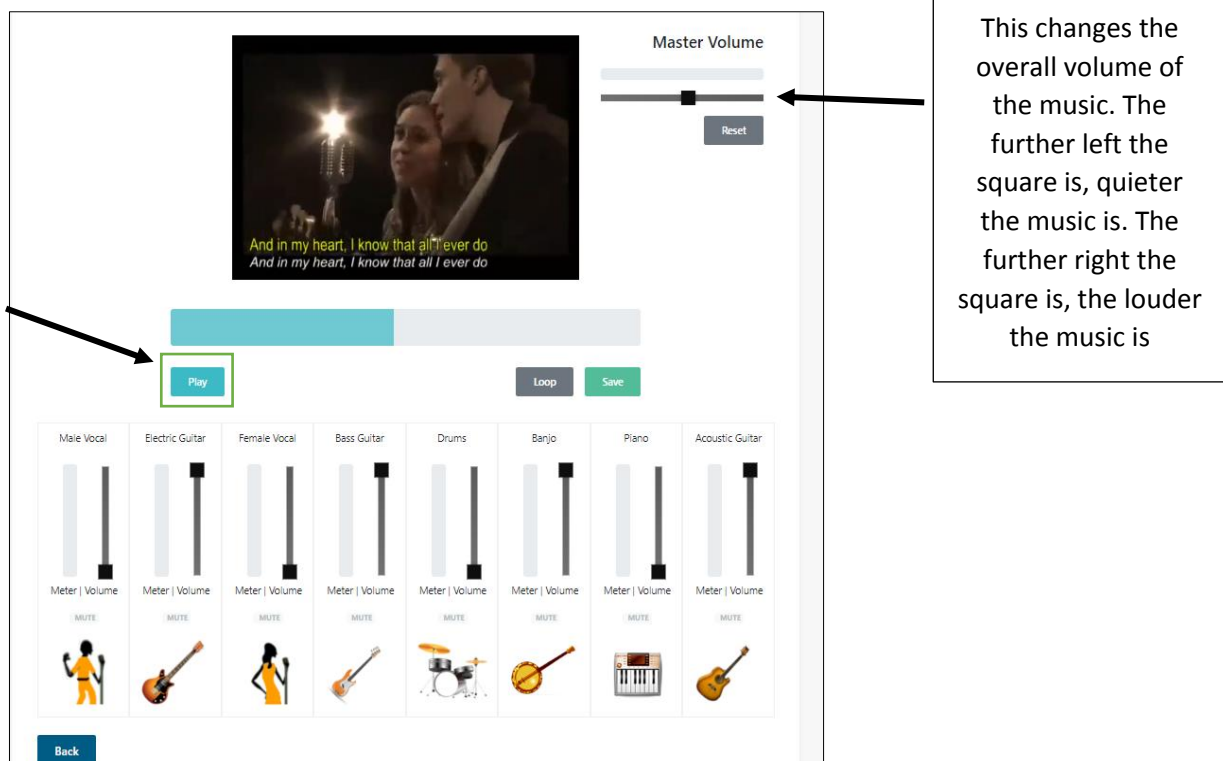 Master Volume
Reset
And in my heart, I know that all I ever do
And in my heart, I know that all I ever do
This changes the
overall volume of
the music. The
further left the
square is, quieter
the music is. The
further right the
square is, the louder
the music is
Play
Loop
Save
Male Vocal
Electric Guitar
Female Vocal
Bass Guitar
Drums
Banjo
Piano
Acoustic Guitar
Meter | Volume
Meter | Volume
Meter | Volume
Meter | Volume
Meter | Volume
Meter | Volume
Meter | Volume
Meter | Volume
MUTE
MUTE
MUTE
MUTE
MUTE
MUTE
MUTE
MUTE
Back